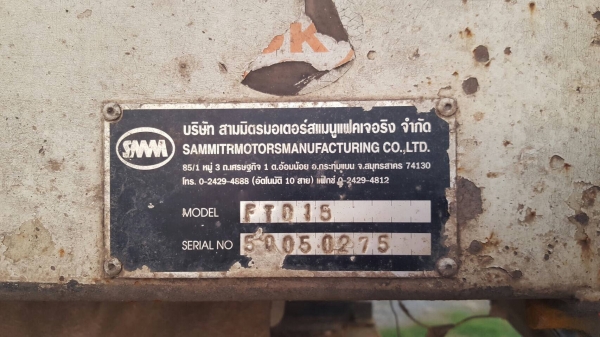 K
บริษัท สามมิตรมอเตอร์สแมนูแฟคเจอริง จำกัด
SAMMITRMOTORSMANUFACTURING CO.,LTD.
SMM
85/1 หมู่ 3 ถ.เศรษฐกิจ 1 ต.อ้อมน้อย อ.กระทุ่มแบน จ.สมุทรสาคร 74130
โทร. 0-2429-4888 (อัตโนมัติ 10 สาย) แฟ็กซ์ 0-2429-4812
MODEL FT015
SERIAL NO 50050275